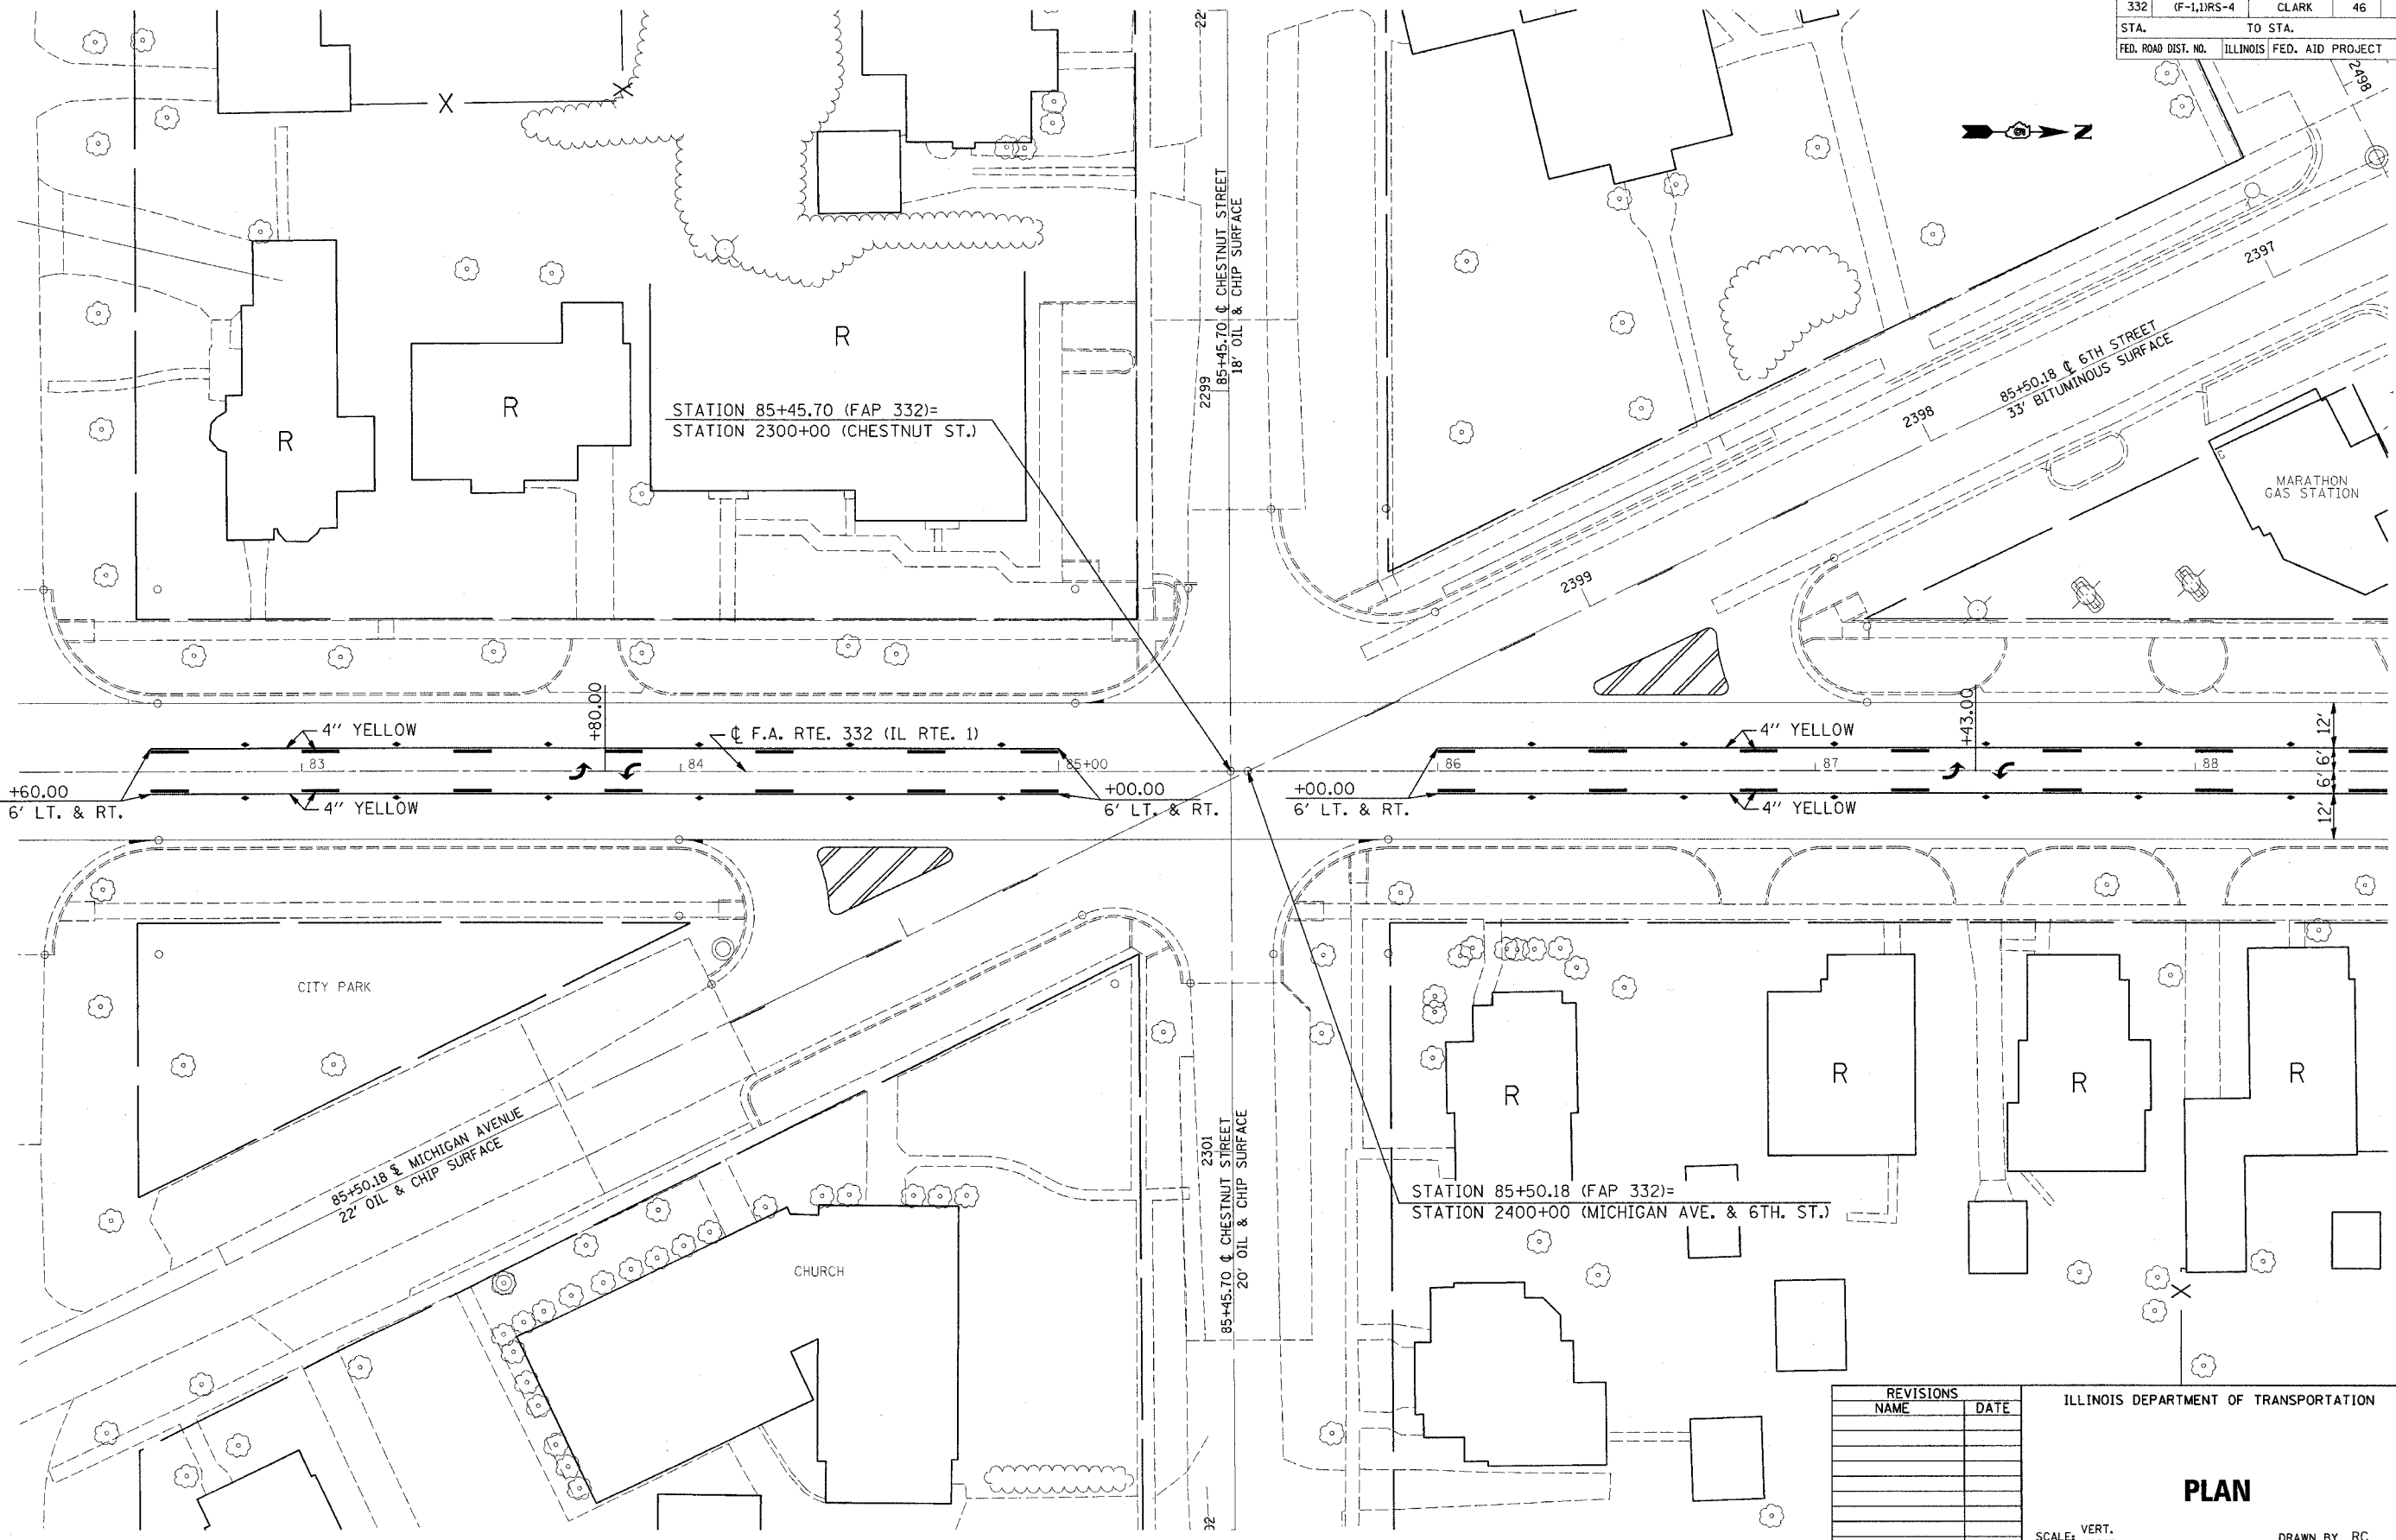 332 (F-1,1)RS-4 CLARK 46
STA. TO STA.
FED. ROAD DIST. NO. ILLINOIS FED. AID PROJECT
22
X
X
N
2498
85+45.70 ℄ CHESTNUT STREET
18' OIL & CHIP SURFACE
2299
2397
85+50.18 ℄ 6TH STREET
33' BITUMINOUS SURFACE
2398
2399
R
R
R
STATION 85+45.70 (FAP 332)=
STATION 2300+00 (CHESTNUT ST.)
MARATHON
GAS STATION
+80.00
+43.00
4'' YELLOW
℄ F.A. RTE. 332 (IL RTE. 1)
4'' YELLOW
12'
6'
6'
12'
83
84
85+00
86
87
88
+60.00
6' LT. & RT.
4'' YELLOW
+00.00
6' LT. & RT.
+00.00
6' LT. & RT.
4'' YELLOW
CITY PARK
R
R
R
R
85+50.18 ℄ MICHIGAN AVENUE
22' OIL & CHIP SURFACE
2301
85+45.70 ℄ CHESTNUT STREET
20' OIL & CHIP SURFACE
STATION 85+50.18 (FAP 332)=
STATION 2400+00 (MICHIGAN AVE. & 6TH. ST.)
CHURCH
X
REVISIONS
NAME DATE
ILLINOIS DEPARTMENT OF TRANSPORTATION
PLAN
SCALE: VERT.
DRAWN BY RC
02